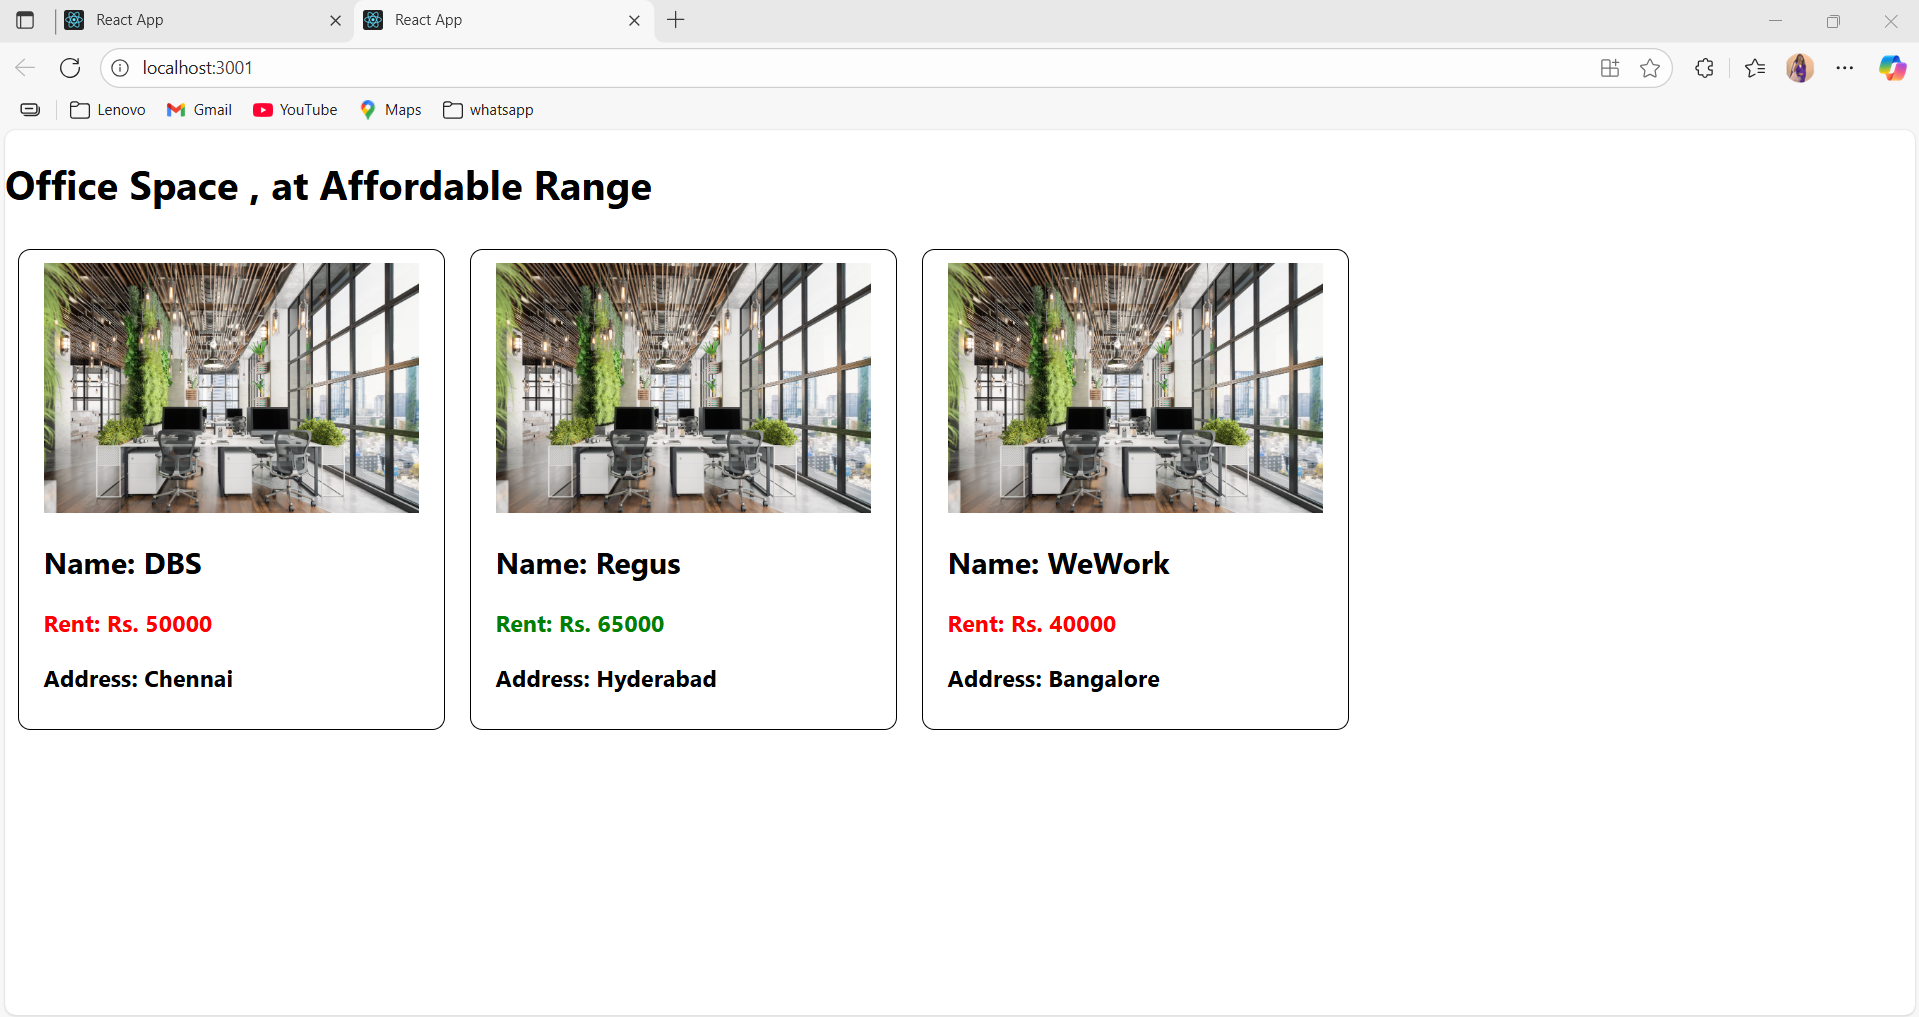 React App
React App
localhost:3001
Lenovo
Gmail
YouTube
Maps
whatsapp
Office Space , at Affordable Range
Name: DBS
Rent: Rs. 50000
Address: Chennai
Name: Regus
Rent: Rs. 65000
Address: Hyderabad
Name: WeWork
Rent: Rs. 40000
Address: Bangalore